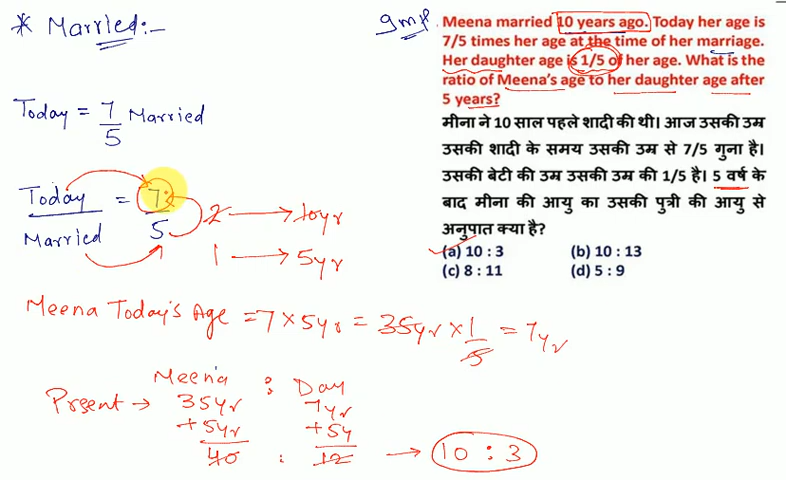 * Married:-
gmp.
Meena married 10 years ago. Today her age is
7/5 times her age at the time of her marriage.
Her daughter age is 1/5 of her age. What is the
ratio of Meena's age to her daughter age after
5 years?
मीना ने 10 साल पहले शादी की थी। आज उसकी उम्र
उसकी शादी के समय उसकी उम्र से 7/5 गुना है।
उसकी बेटी की उम्र उसकी उम्र की 1/5 है। 5 वर्ष के
बाद मीना की आयु का उसकी पुत्री की आयु से
अनुपात क्या है?
(a) 10 : 3 (b) 10 : 13
(c) 8 : 11 (d) 5 : 9
Today = 7/5 Married
Today/Married = 7/5
2 → 10yr
1 → 5yr
Meena Today's Age = 7 × 5yr = 35yr × 1/5 = 7yr
Meena : Day
Prsent → 35yr 7yr
+5yr +5y
40 : 12 → 10 : 3